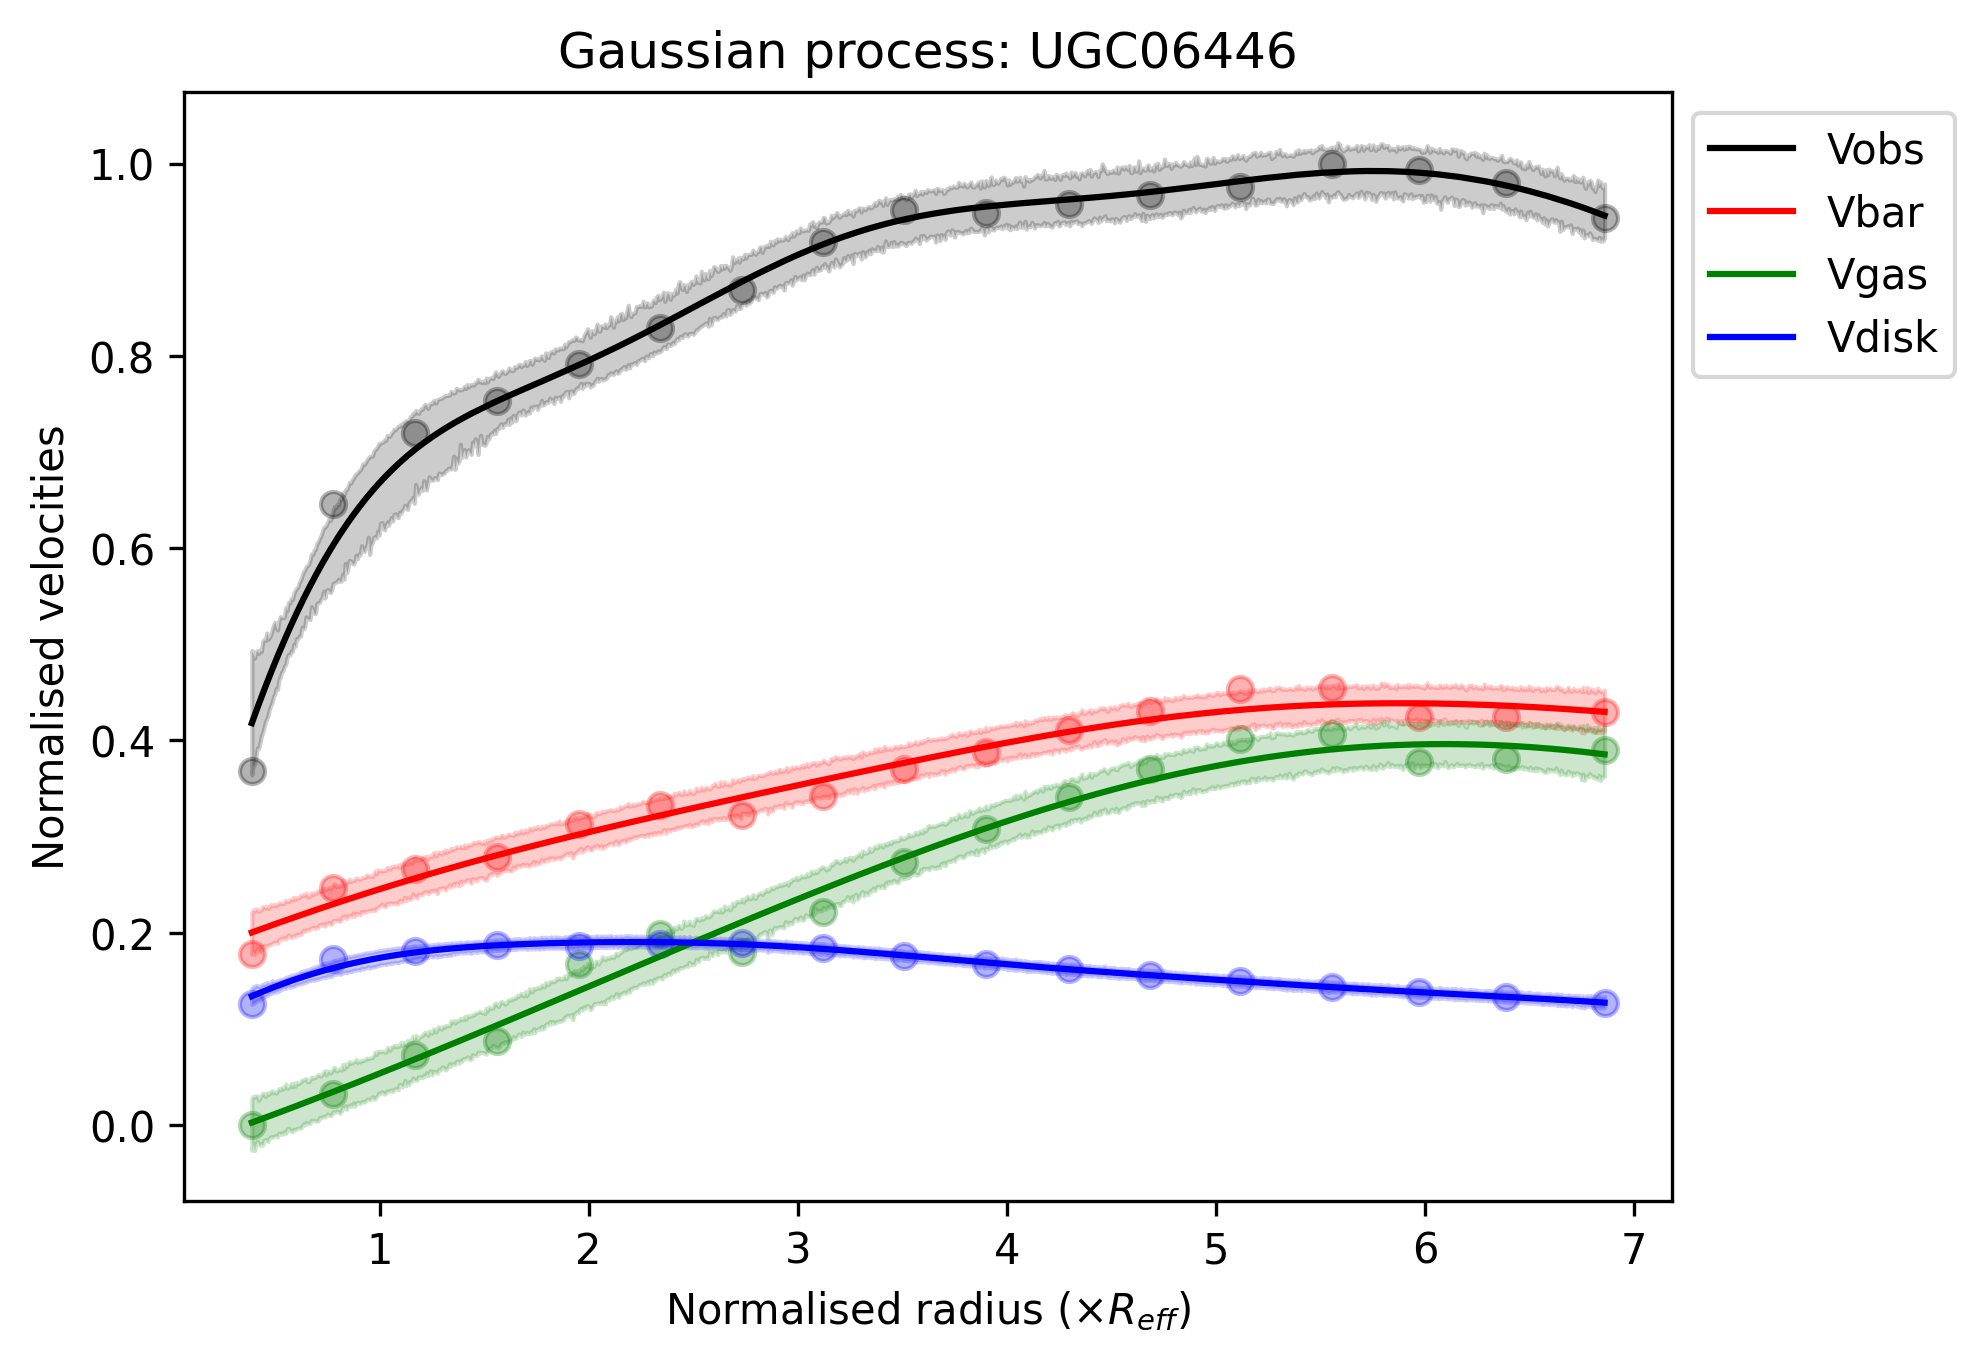 Gaussian process: UGC06446
Vobs
Vbar
Vgas
Vdisk
Normalised velocities
1.0
0.8
0.6
0.4
0.2
0.0
1 2 3 4 5 6 7
Normalised radius (×R_eff)